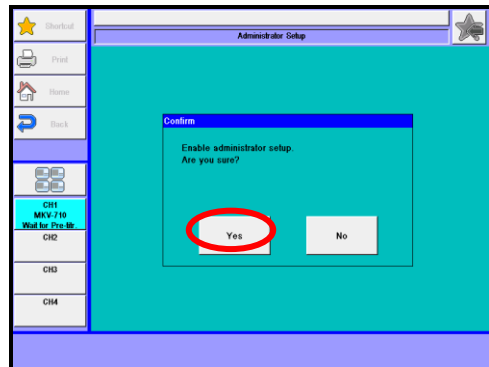 Shortcut
Administrator Setup
Print
Home
Back
Confirm
Enable administrator setup.
Are you sure?
Yes
No
CH1
MKV-710
Wait for Pre-titr.
CH2
CH3
CH4